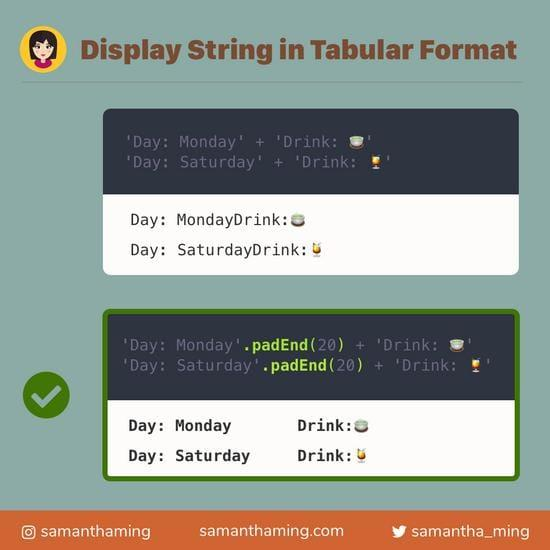 Display String in Tabular Format
'Day: Monday' + 'Drink: 🍵'
'Day: Saturday' + 'Drink: 🍹'
Day: MondayDrink:🍵
Day: SaturdayDrink:🍹
'Day: Monday'.padEnd(20) + 'Drink: 🍵'
'Day: Saturday'.padEnd(20) + 'Drink: 🍹'
Day: Monday Drink:🍵
Day: Saturday Drink:🍹
samanthaming samanthaming.com samantha_ming